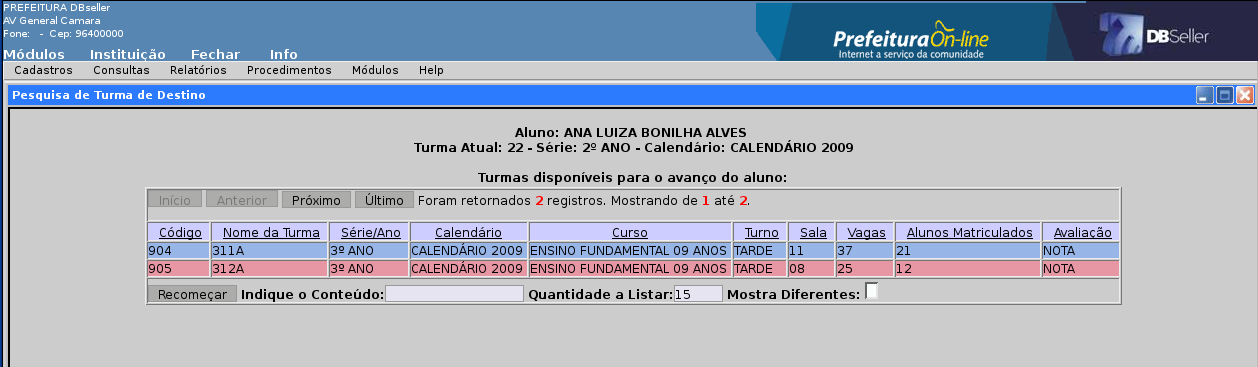 PREFEITURA DBseller
AV General Camara
Fone: - Cep: 96400000
PrefeituraOn-line
Internet a serviço da comunidade
DBSeller
Módulos Instituição Fechar Info
Cadastros Consultas Relatórios Procedimentos Módulos Help
Pesquisa de Turma de Destino
Aluno: ANA LUIZA BONILHA ALVES
Turma Atual: 22 - Série: 2º ANO - Calendário: CALENDÁRIO 2009
Turmas disponíveis para o avanço do aluno:
Início Anterior Próximo Último Foram retornados 2 registros. Mostrando de 1 até 2.
Código Nome da Turma Série/Ano Calendário Curso Turno Sala Vagas Alunos Matriculados Avaliação
904 311A 3º ANO CALENDÁRIO 2009 ENSINO FUNDAMENTAL 09 ANOS TARDE 11 37 21 NOTA
905 312A 3º ANO CALENDÁRIO 2009 ENSINO FUNDAMENTAL 09 ANOS TARDE 08 25 12 NOTA
Recomeçar Indique o Conteúdo: Quantidade a Listar: 15 Mostra Diferentes: